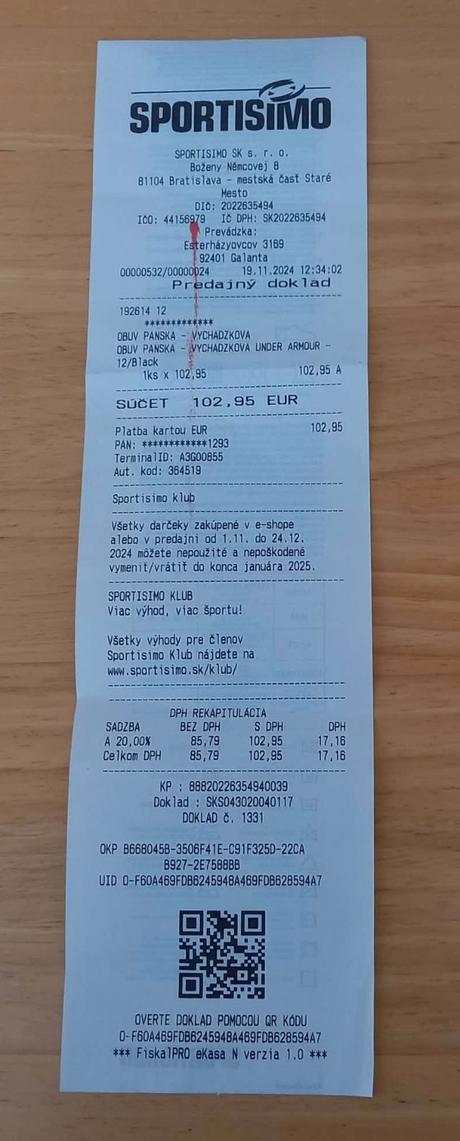 SPORTISIMO
SPORTISIMO SK s. r. o.
Boženy Němcovej 8
81104 Bratislava - mestská časť Staré
Mesto
DIČ: 2022635494
IČO: 44156979 IČ DPH: SK2022635494
Prevádzka:
Esterházyovcov 3169
92401 Galanta
00000532/00000024 19.11.2024 12:34:02
Predajný doklad
192614 12
*************
OBUV PANSKA - VYCHADZKOVA
OBUV PANSKA - VYCHADZKOVA UNDER ARMOUR -
12/Black
1ks x 102,95 102,95 A
SÚČET 102,95 EUR
Platba kartou EUR 102,95
PAN: ************1293
TerminalID: A3G00855
Aut. kod: 364519
Sportisimo klub
Všetky darčeky zakúpené v e-shope
alebo v predajni od 1.11. do 24.12.
2024 môžete nepoužité a nepoškodené
vymeniť/vrátiť do konca januára 2025.
SPORTISIMO KLUB
Viac výhod, viac športu!
Všetky výhody pre členov
Sportisimo Klub nájdete na
www.sportisimo.sk/klub/
DPH REKAPITULÁCIA
SADZBA BEZ DPH S DPH DPH
A 20,00% 85,79 102,95 17,16
Celkom DPH 85,79 102,95 17,16
KP : 88820226354940039
Doklad : SKS043020040117
DOKLAD č. 1331
OKP B668045B-3506F41E-C91F325D-22CA
B927-2E7588BB
UID O-F60A469FDB6245948A469FDB628594A7
OVERTE DOKLAD POMOCOU QR KÓDU
O-F60A469FDB6245948A469FDB628594A7
*** FiskalPRO eKasa N verzia 1.0 ***